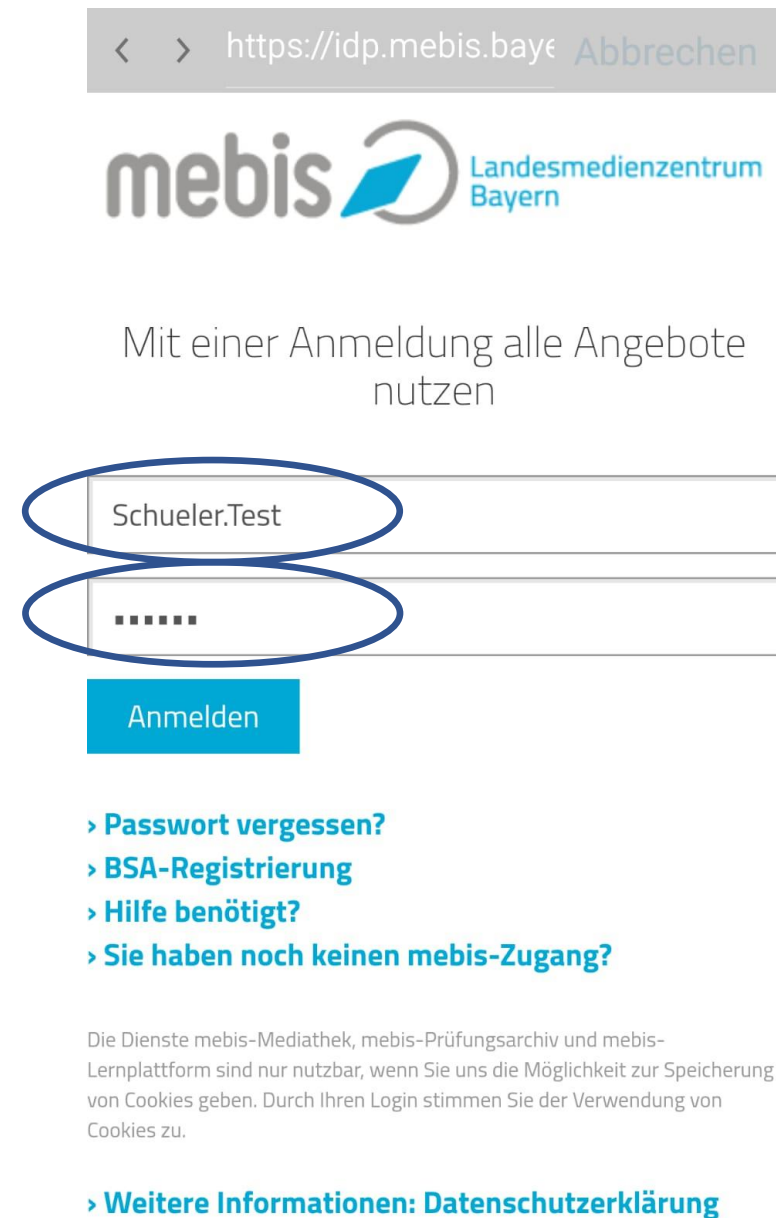 https://idp.mebis.baye Abbrechen
mebis Landesmedienzentrum
Bayern
Mit einer Anmeldung alle Angebote
nutzen
Schueler.Test
Anmelden
› Passwort vergessen?
› BSA-Registrierung
› Hilfe benötigt?
› Sie haben noch keinen mebis-Zugang?
Die Dienste mebis-Mediathek, mebis-Prüfungsarchiv und mebis-
Lernplattform sind nur nutzbar, wenn Sie uns die Möglichkeit zur Speicherung
von Cookies geben. Durch Ihren Login stimmen Sie der Verwendung von
Cookies zu.
› Weitere Informationen: Datenschutzerklärung